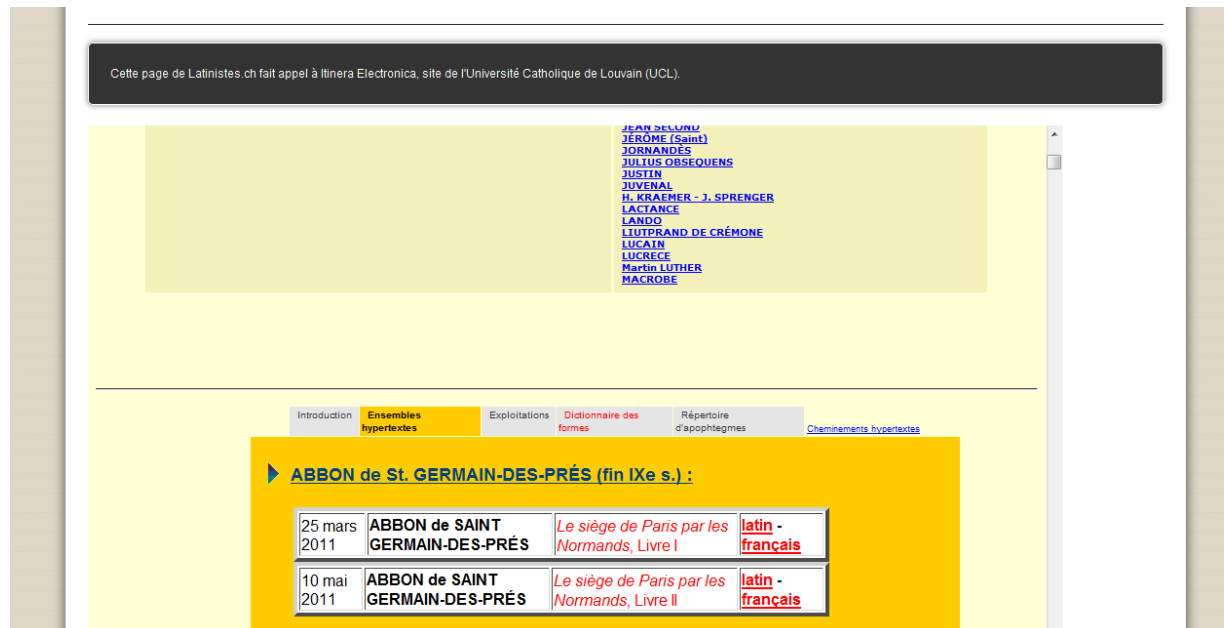 Cette page de Latinistes.ch fait appel à Itinera Electronica, site de l'Université Catholique de Louvain (UCL).
JEAN SECOND
JÉRÔME (Saint)
JORNANDÈS
JULIUS OBSEQUENS
JUSTIN
JUVENAL
H. KRAEMER - J. SPRENGER
LACTANCE
LANDO
LIUTPRAND DE CRÉMONE
LUCAIN
LUCRECE
Martin LUTHER
MACROBE
Introduction
Ensembles
hypertextes
Exploitations
Dictionnaire des
formes
Répertoire
d'apophtegmes
Cheminements hypertextes
ABBON de St. GERMAIN-DES-PRÉS (fin IXe s.) :
25 mars
2011
ABBON de SAINT
GERMAIN-DES-PRÉS
Le siège de Paris par les
Normands, Livre I
latin -
français
10 mai
2011
ABBON de SAINT
GERMAIN-DES-PRÉS
Le siège de Paris par les
Normands, Livre II
latin -
français